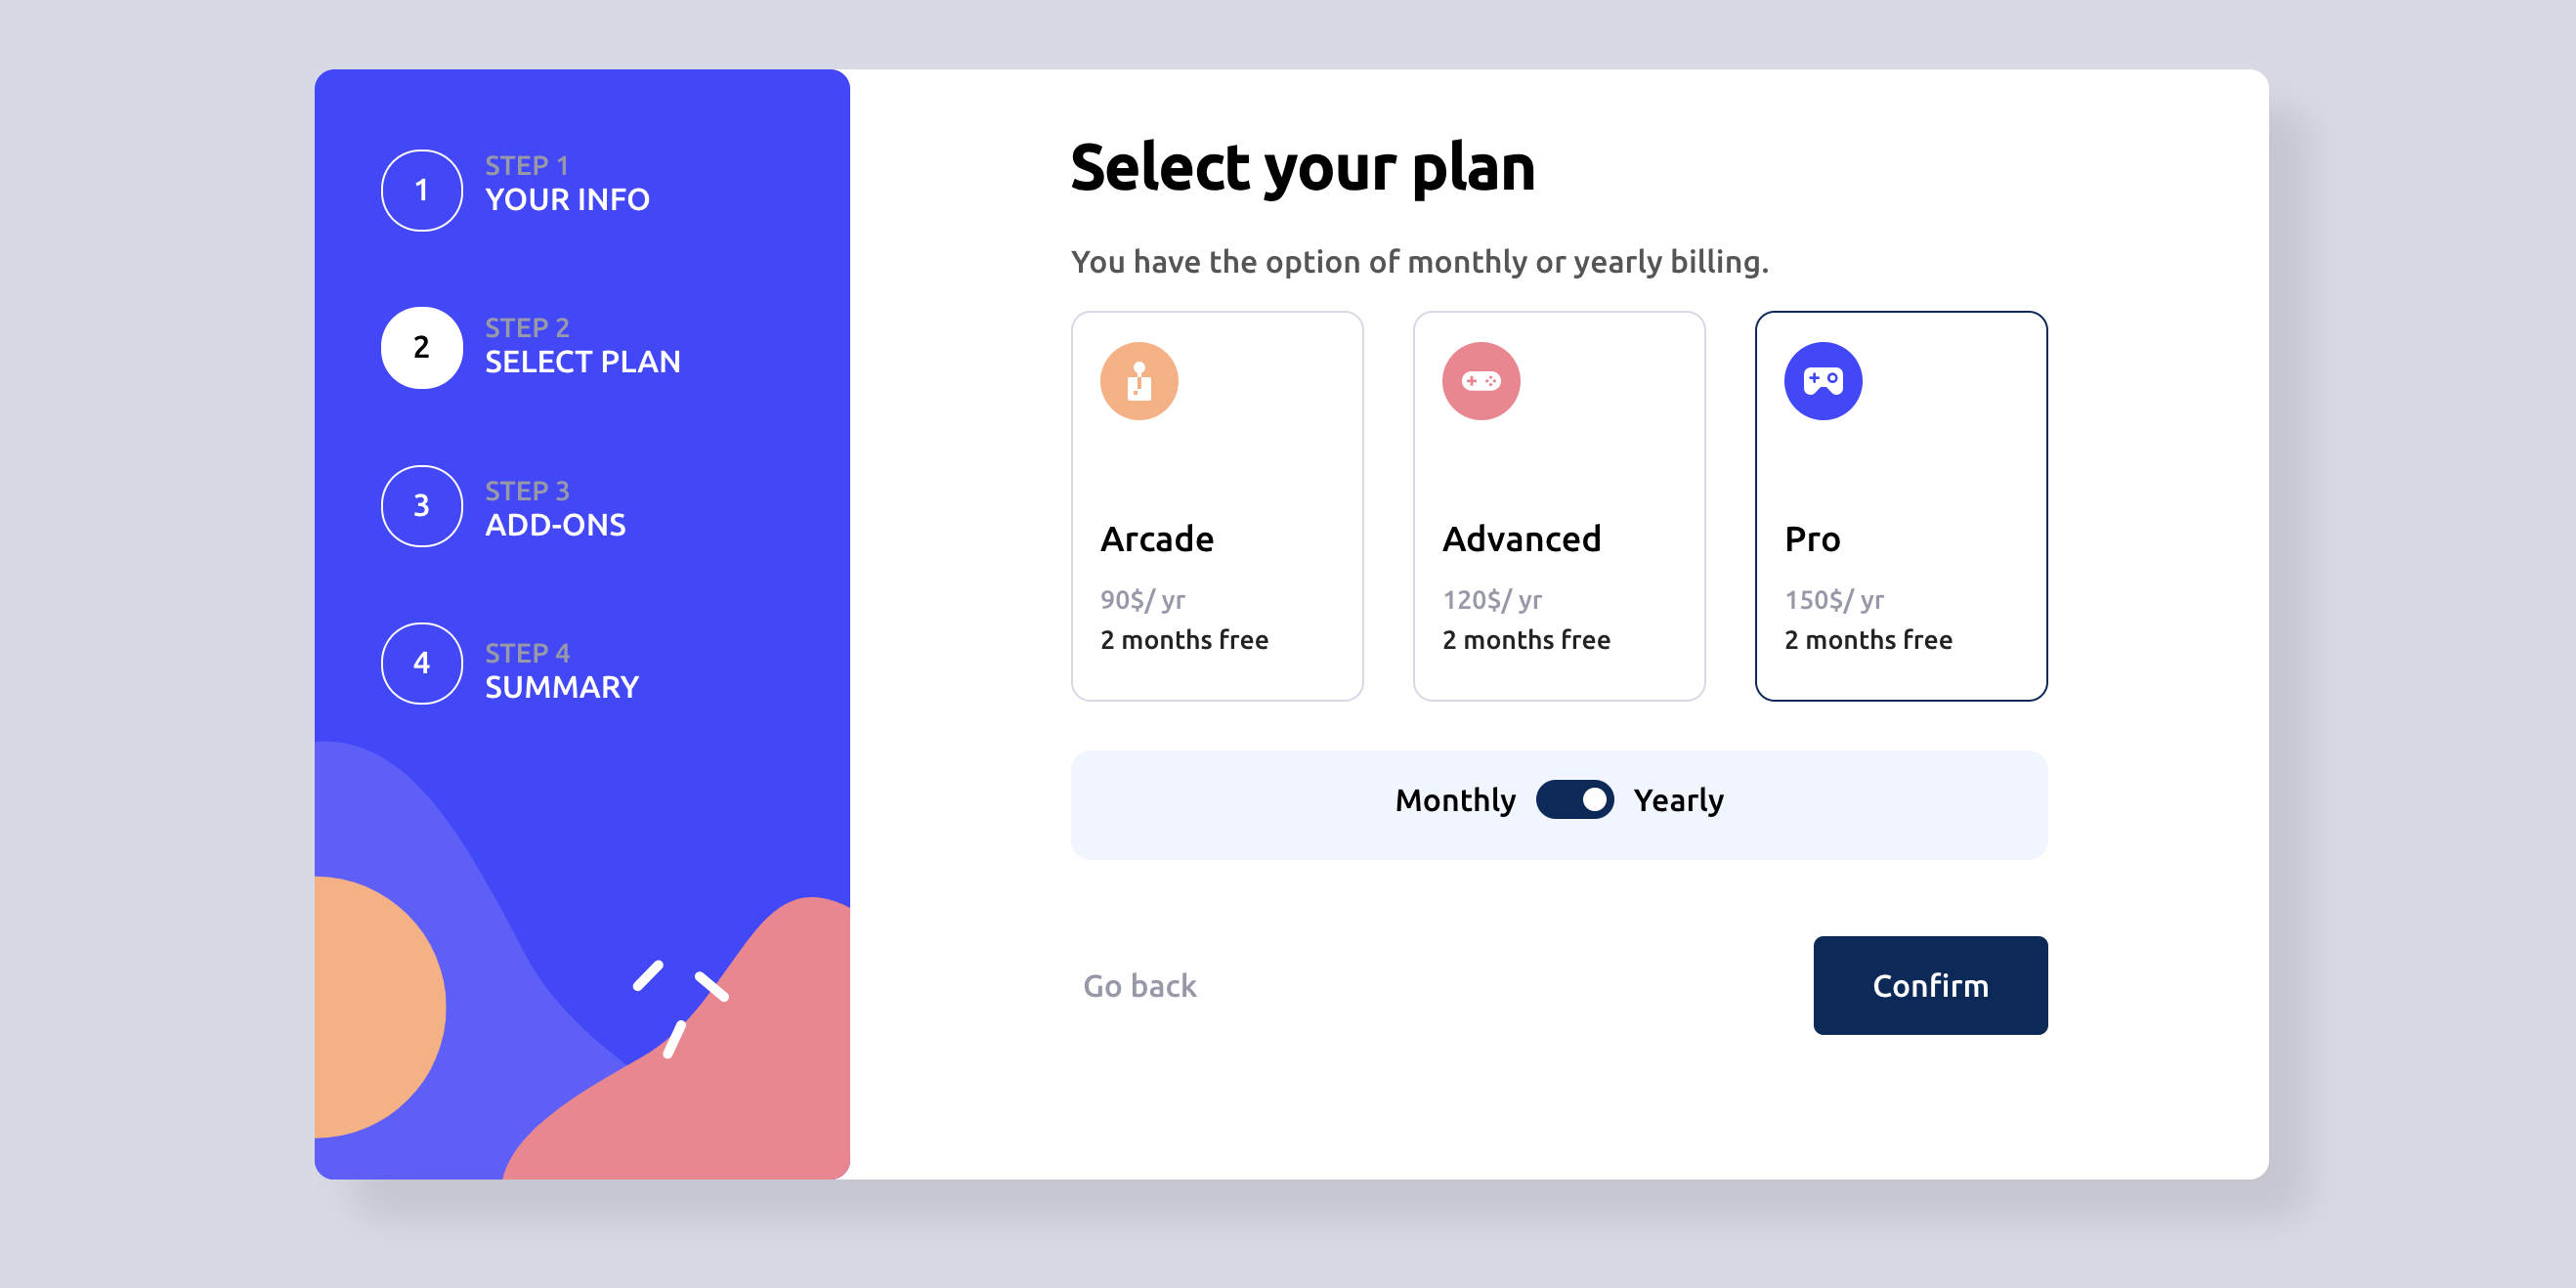 1
STEP 1
YOUR INFO
2
STEP 2
SELECT PLAN
3
STEP 3
ADD-ONS
4
STEP 4
SUMMARY
Select your plan
You have the option of monthly or yearly billing.
Arcade
90$/ yr
2 months free
Advanced
120$/ yr
2 months free
Pro
150$/ yr
2 months free
Monthly Yearly
Go back
Confirm